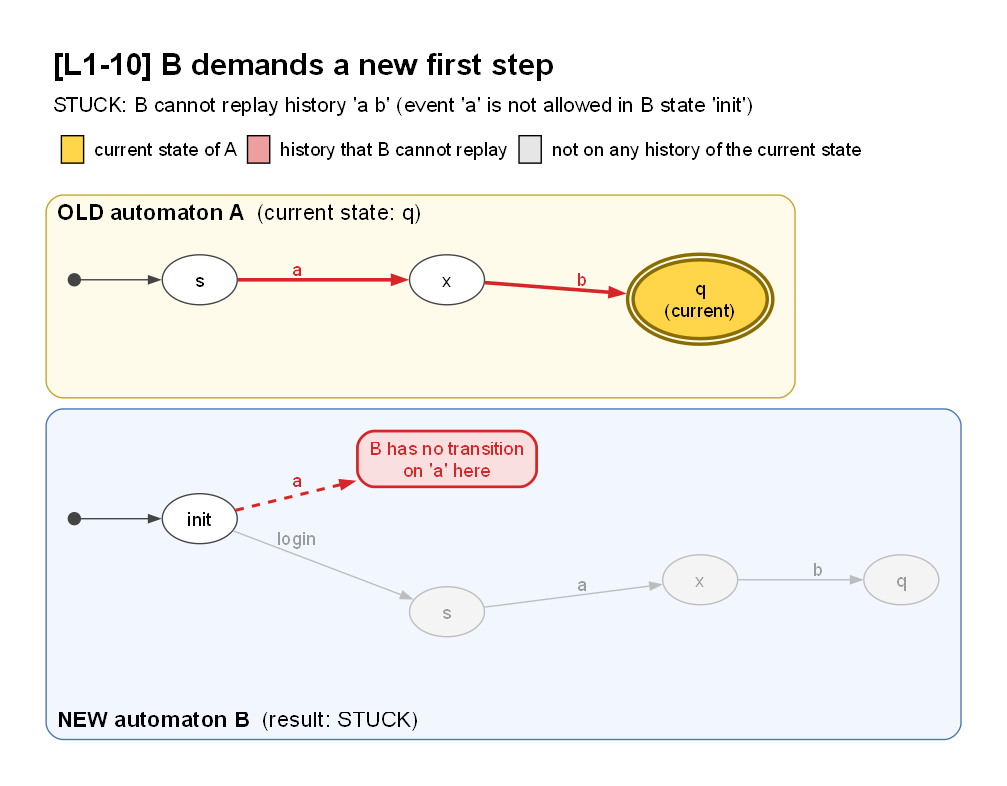 [L1-10] B demands a new first step
STUCK: B cannot replay history 'a b' (event 'a' is not allowed in B state 'init')
current state of A
history that B cannot replay
not on any history of the current state
OLD automaton A (current state: q)
s
a
x
b
q
(current)
B has no transition
on 'a' here
a
init
login
s
a
x
b
q
NEW automaton B (result: STUCK)